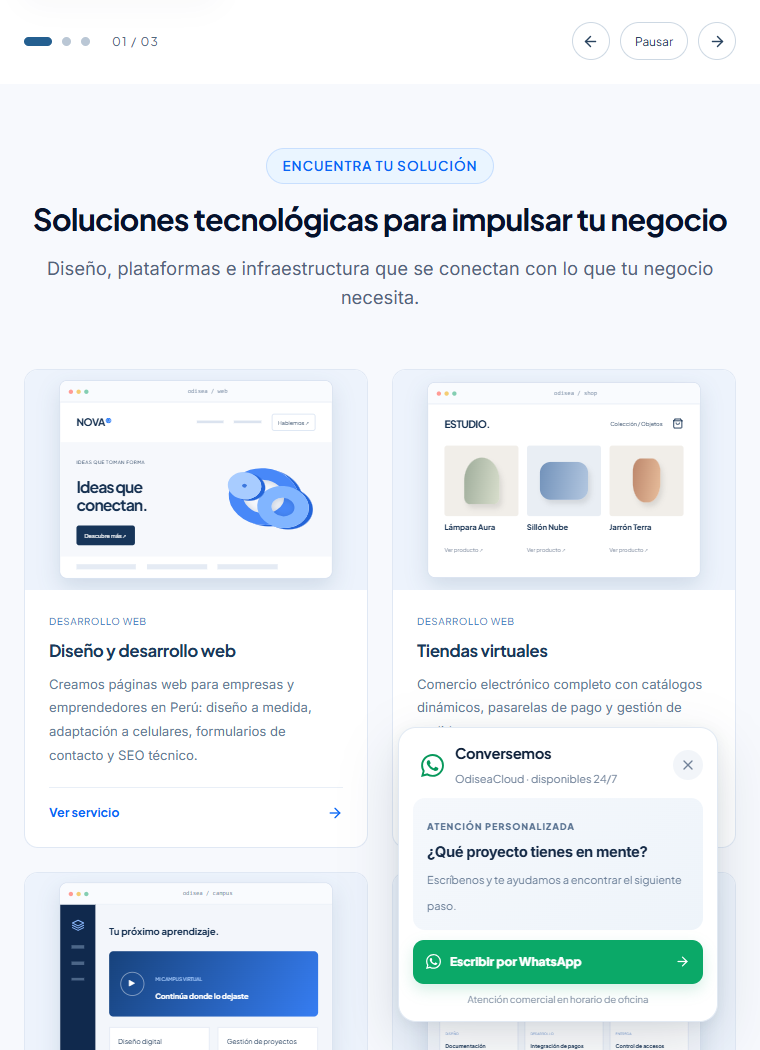 01 / 03
Pausar
ENCUENTRA TU SOLUCIÓN
Soluciones tecnológicas para impulsar tu negocio
Diseño, plataformas e infraestructura que se conectan con lo que tu negocio
necesita.
odisea / web
NOVA
Hablemos ↗
IDEAS QUE TOMAN FORMA
Ideas que
conectan.
Descubre más ↗
DESARROLLO WEB
Diseño y desarrollo web
Creamos páginas web para empresas y
emprendedores en Perú: diseño a medida,
adaptación a celulares, formularios de
contacto y SEO técnico.
Ver servicio
odisea / shop
ESTUDIO.
Colección / Objetos
Lámpara Aura
Sillón Nube
Jarrón Terra
Ver producto ↗
Ver producto ↗
Ver producto ↗
DESARROLLO WEB
Tiendas virtuales
Comercio electrónico completo con catálogos
dinámicos, pasarelas de pago y gestión de
odisea / campus
Tu próximo aprendizaje.
MI CAMPUS VIRTUAL
Continúa donde lo dejaste
Diseño digital
Gestión de proyectos
Conversemos
OdiseaCloud · disponibles 24/7
ATENCIÓN PERSONALIZADA
¿Qué proyecto tienes en mente?
Escríbenos y te ayudamos a encontrar el siguiente
paso.
Escribir por WhatsApp
Atención comercial en horario de oficina
Documentación
Integración de pagos
Control de accesos